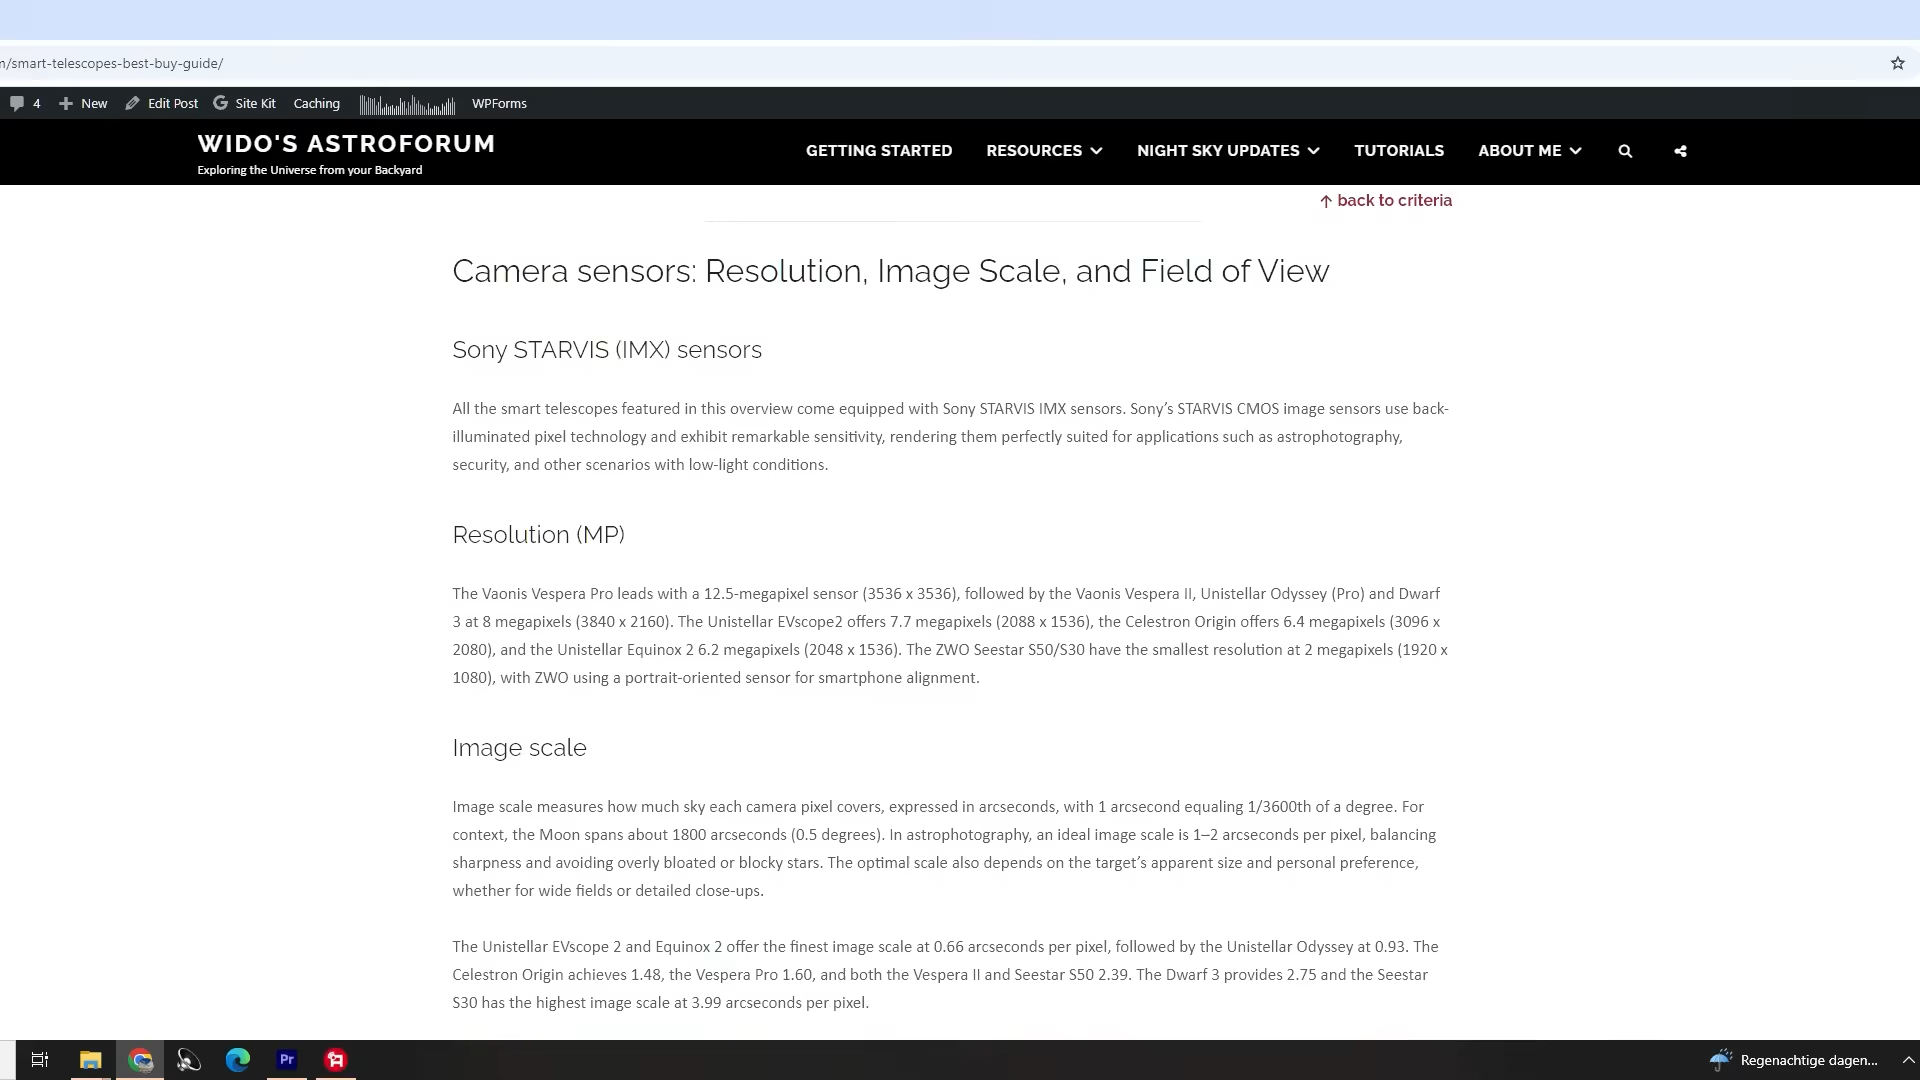 /smart-telescopes-best-buy-guide/
4 New Edit Post Site Kit Caching WPForms
WIDO'S ASTROFORUM
Exploring the Universe from your Backyard
GETTING STARTED RESOURCES NIGHT SKY UPDATES TUTORIALS ABOUT ME
↑ back to criteria
Camera sensors: Resolution, Image Scale, and Field of View
Sony STARVIS (IMX) sensors
All the smart telescopes featured in this overview come equipped with Sony STARVIS IMX sensors. Sony’s STARVIS CMOS image sensors use back-
illuminated pixel technology and exhibit remarkable sensitivity, rendering them perfectly suited for applications such as astrophotography,
security, and other scenarios with low-light conditions.
Resolution (MP)
The Vaonis Vespera Pro leads with a 12.5-megapixel sensor (3536 x 3536), followed by the Vaonis Vespera II, Unistellar Odyssey (Pro) and Dwarf
3 at 8 megapixels (3840 x 2160). The Unistellar EVscope2 offers 7.7 megapixels (2088 x 1536), the Celestron Origin offers 6.4 megapixels (3096 x
2080), and the Unistellar Equinox 2 6.2 megapixels (2048 x 1536). The ZWO Seestar S50/S30 have the smallest resolution at 2 megapixels (1920 x
1080), with ZWO using a portrait-oriented sensor for smartphone alignment.
Image scale
Image scale measures how much sky each camera pixel covers, expressed in arcseconds, with 1 arcsecond equaling 1/3600th of a degree. For
context, the Moon spans about 1800 arcseconds (0.5 degrees). In astrophotography, an ideal image scale is 1–2 arcseconds per pixel, balancing
sharpness and avoiding overly bloated or blocky stars. The optimal scale also depends on the target’s apparent size and personal preference,
whether for wide fields or detailed close-ups.
The Unistellar EVscope 2 and Equinox 2 offer the finest image scale at 0.66 arcseconds per pixel, followed by the Unistellar Odyssey at 0.93. The
Celestron Origin achieves 1.48, the Vespera Pro 1.60, and both the Vespera II and Seestar S50 2.39. The Dwarf 3 provides 2.75 and the Seestar
S30 has the highest image scale at 3.99 arcseconds per pixel.
Pr
Regenachtige dagen...